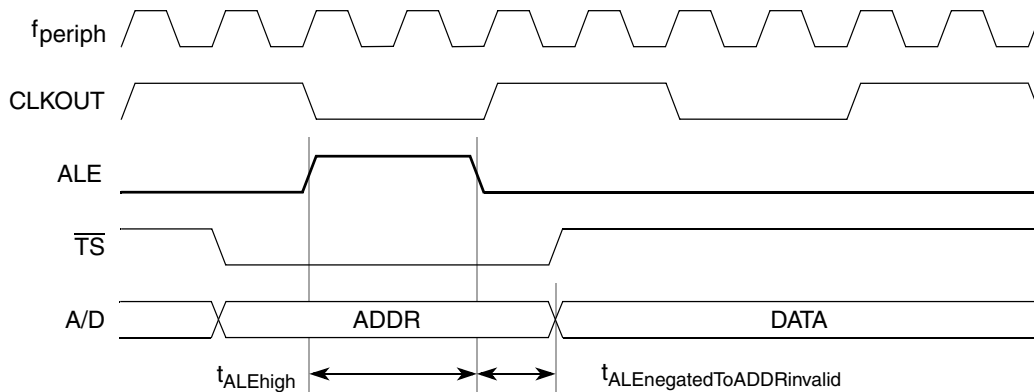 fperiph
CLKOUT
ALE
TS
A/D
ADDR
DATA
tALEhigh
tALEnegatedToADDRinvalid